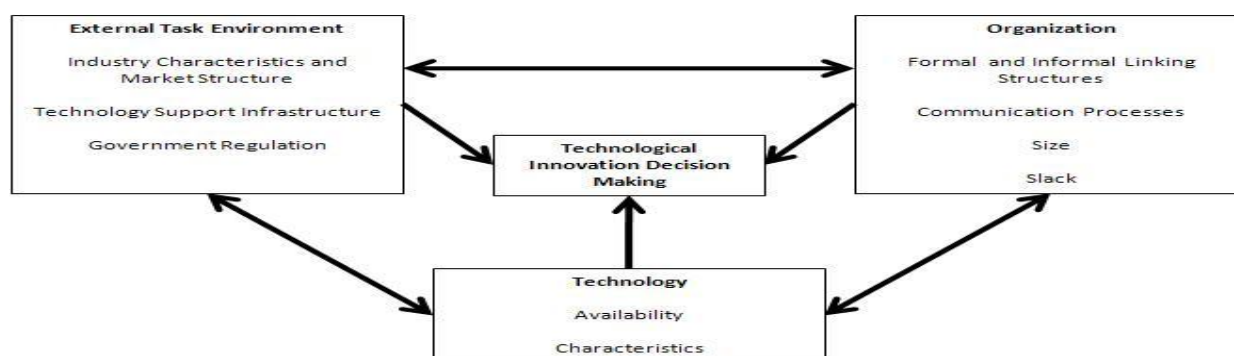 External Task Environment
Industry Characteristics and
Market Structure
Technology Support Infrastructure
Government Regulation
Organization
Formal and Informal Linking
Structures
Communication Processes
Size
Slack
Technological
Innovation Decision
Making
Technology
Availability
Characteristics